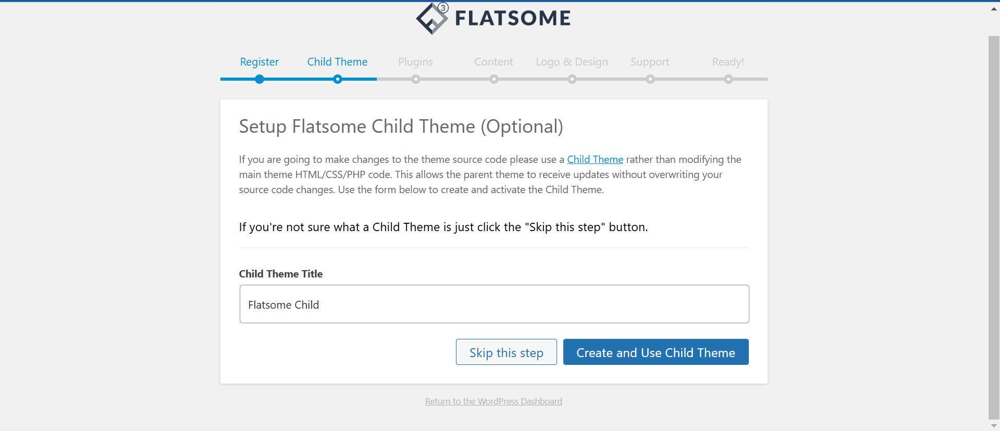 3
FLATSOME
Register
Child Theme
Plugins
Content
Logo & Design
Support
Ready!
Setup Flatsome Child Theme (Optional)
If you are going to make changes to the theme source code please use a Child Theme rather than modifying the
main theme HTML/CSS/PHP code. This allows the parent theme to receive updates without overwriting your
source code changes. Use the form below to create and activate the Child Theme.
If you're not sure what a Child Theme is just click the "Skip this step" button.
Child Theme Title
Flatsome Child
Skip this step
Create and Use Child Theme
Return to the WordPress Dashboard